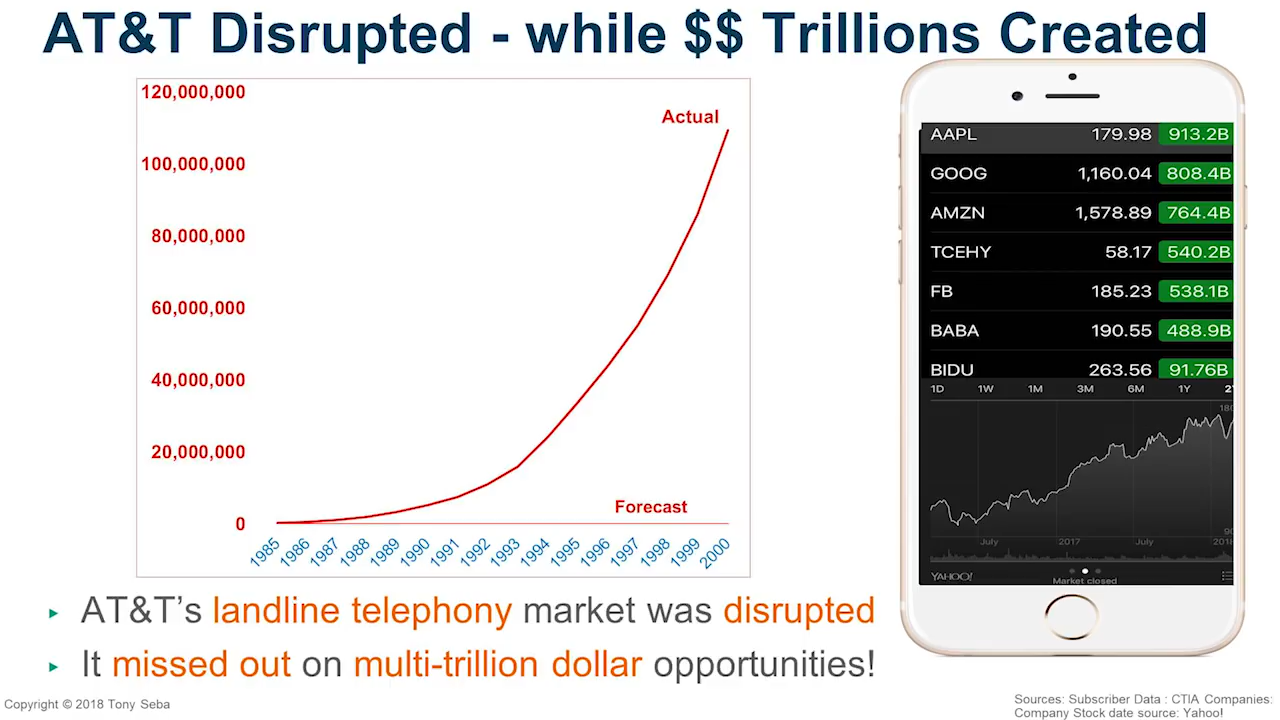 AT&T Disrupted - while $$ Trillions Created
120,000,000
100,000,000
80,000,000
60,000,000
40,000,000
20,000,000
0
Actual
Forecast
1985 1986 1987 1988 1989 1990 1991 1992 1993 1994 1995 1996 1997 1998 1999 2000
AAPL 179.98 913.2B
GOOG 1,160.04 808.4B
AMZN 1,578.89 764.4B
TCEHY 58.17 540.2B
FB 185.23 538.1B
BABA 190.55 488.9B
BIDU 263.56 91.76B
1D 1W 1M 3M 6M 1Y
180
90
July 2017 July
YAHOO!
Market closed
▸ AT&T’s landline telephony market was disrupted
▸ It missed out on multi-trillion dollar opportunities!
Copyright © 2018 Tony Seba
Sources: Subscriber Data : CTIA Companies:
Company Stock date source: Yahoo!